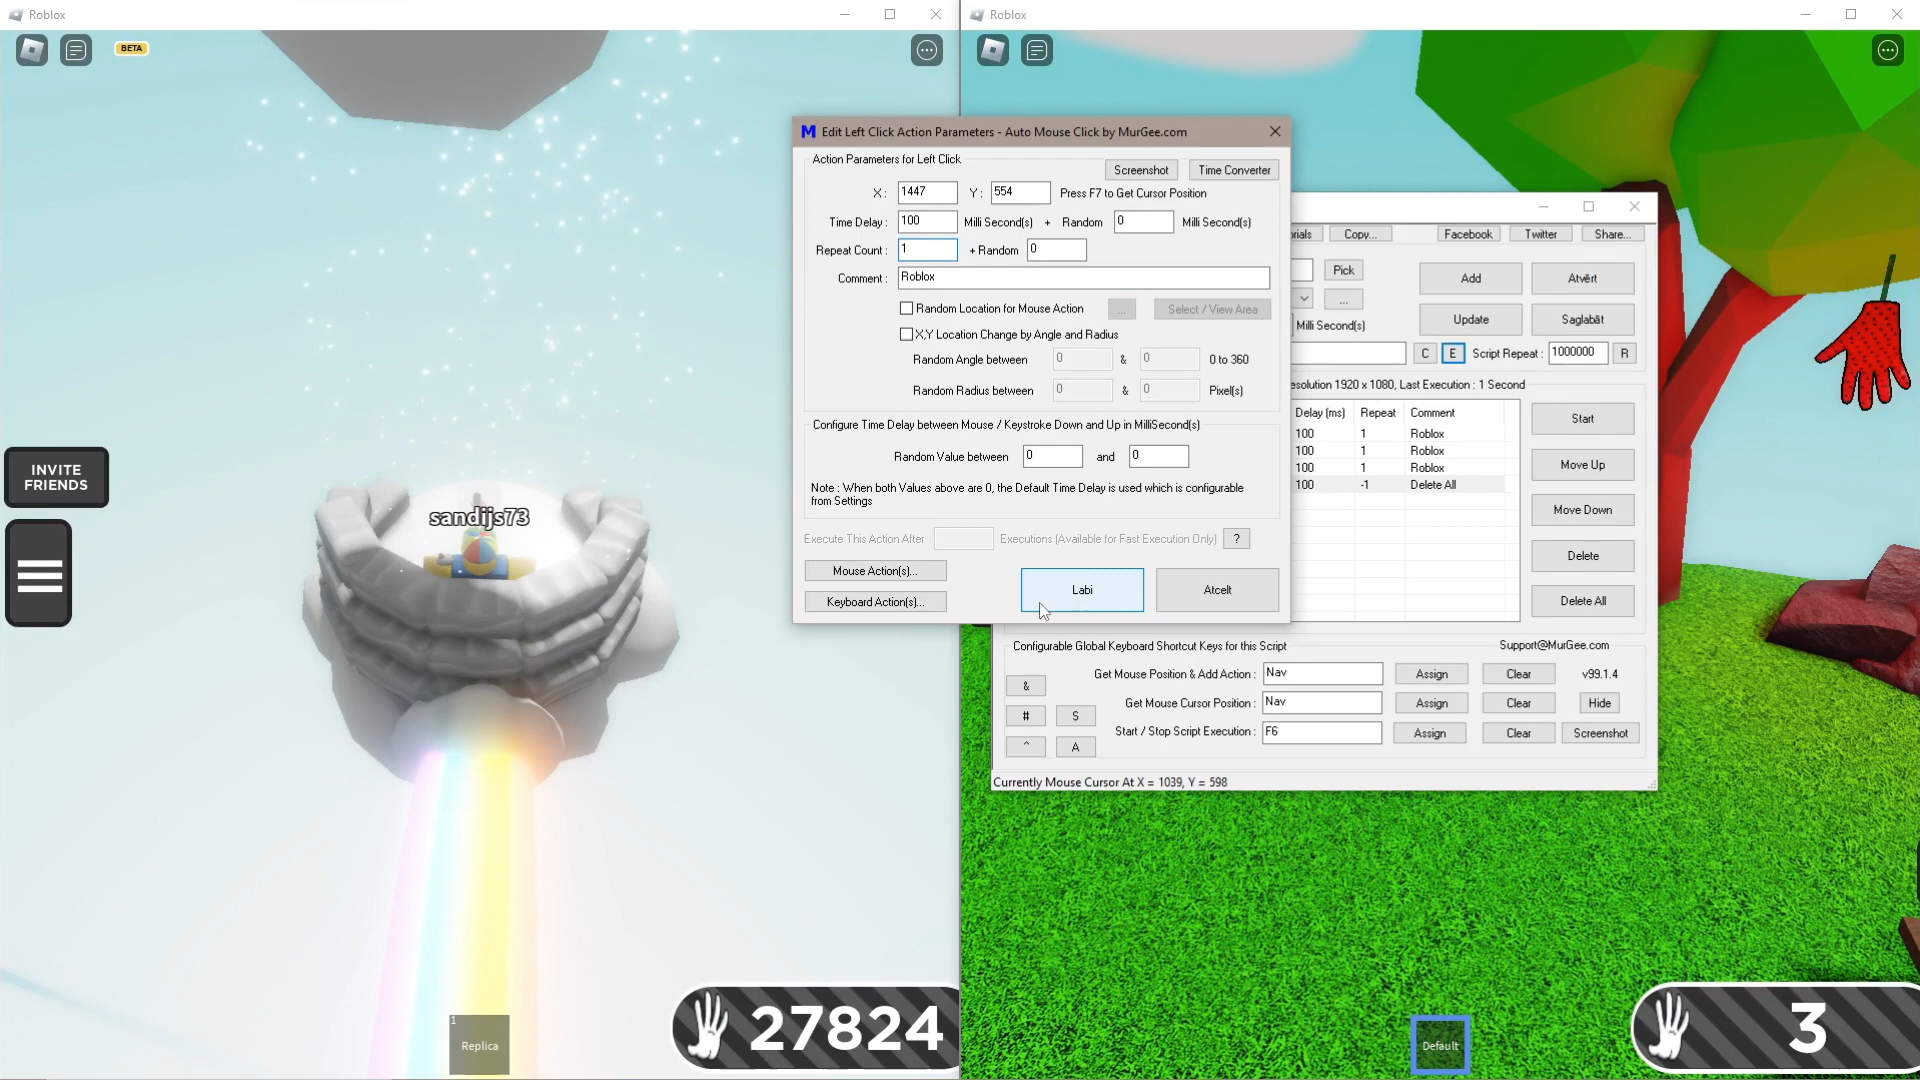 Roblox
BETA
INVITE
FRIENDS
sandijs73
1
Replica
27824
Roblox
Edit Left Click Action Parameters - Auto Mouse Click by MurGee.com
Action Parameters for Left Click
Screenshot
Time Converter
X :
1447
Y :
554
Press F7 to Get Cursor Position
Time Delay :
100
Milli Second(s) + Random
0
Milli Second(s)
Repeat Count :
1
+ Random
0
Comment :
Roblox
Random Location for Mouse Action
...
Select / View Area
X,Y Location Change by Angle and Radius
Random Angle between
0
&
0
0 to 360
Random Radius between
0
&
0
Pixel(s)
Configure Time Delay between Mouse / Keystroke Down and Up in MilliSecond(s)
Random Value between
0
and
0
Note : When both Values above are 0, the Default Time Delay is used which is configurable
from Settings
Execute This Action After
Executions (Available for Fast Execution Only)
?
Mouse Action(s)...
Keyboard Action(s)...
Labi
Atcelt
Copy...
Facebook
Twitter
Share...
Pick
...
Add
Atvērt
Milli Second(s)
Update
Saglabāt
C
E
Script Repeat :
1000000
R
esolution 1920 x 1080, Last Execution : 1 Second
Delay (ms) Repeat Comment
100 1 Roblox
100 1 Roblox
100 1 Roblox
100 -1 Delete All
Start
Move Up
Move Down
Delete
Delete All
Configurable Global Keyboard Shortcut Keys for this Script
Support@MurGee.com
&
Get Mouse Position & Add Action :
Nav
Assign
Clear
v99.1.4
#
S
Get Mouse Cursor Position :
Nav
Assign
Clear
Hide
^
A
Start / Stop Script Execution :
F6
Assign
Clear
Screenshot
Currently Mouse Cursor At X = 1039, Y = 598
Default
3